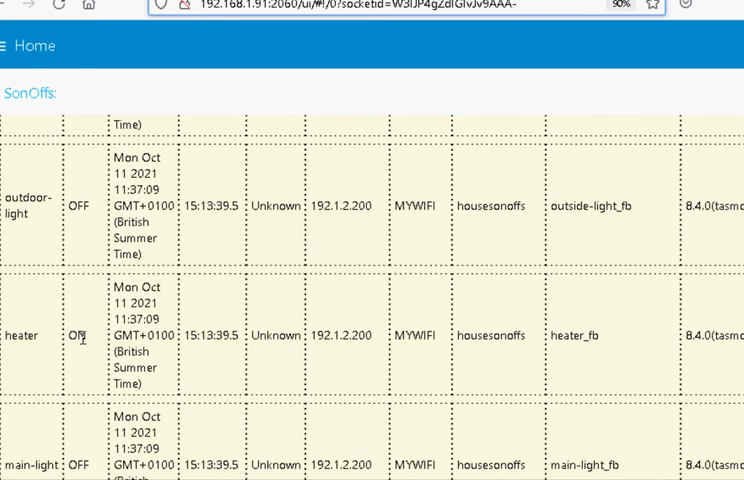 192.168.1.91:2060/ui/#!/0?socketid=
90%
Home
SonOffs:
Time)
outdoor-light OFF Mon Oct 11 2021 11:37:09 GMT+0100 (British Summer Time) 15:13:39.5 Unknown 192.1.2.200 MYWIFI housesonoffs outside-light_fb 8.4.0(tasmo
heater ON Mon Oct 11 2021 11:37:09 GMT+0100 (British Summer Time) 15:13:39.5 Unknown 192.1.2.200 MYWIFI housesonoffs heater_fb 8.4.0(tasmo
main-light OFF Mon Oct 11 2021 11:37:09 GMT+0100 (British 15:13:39.5 Unknown 192.1.2.200 MYWIFI housesonoffs main-light_fb 8.4.0(tasmo